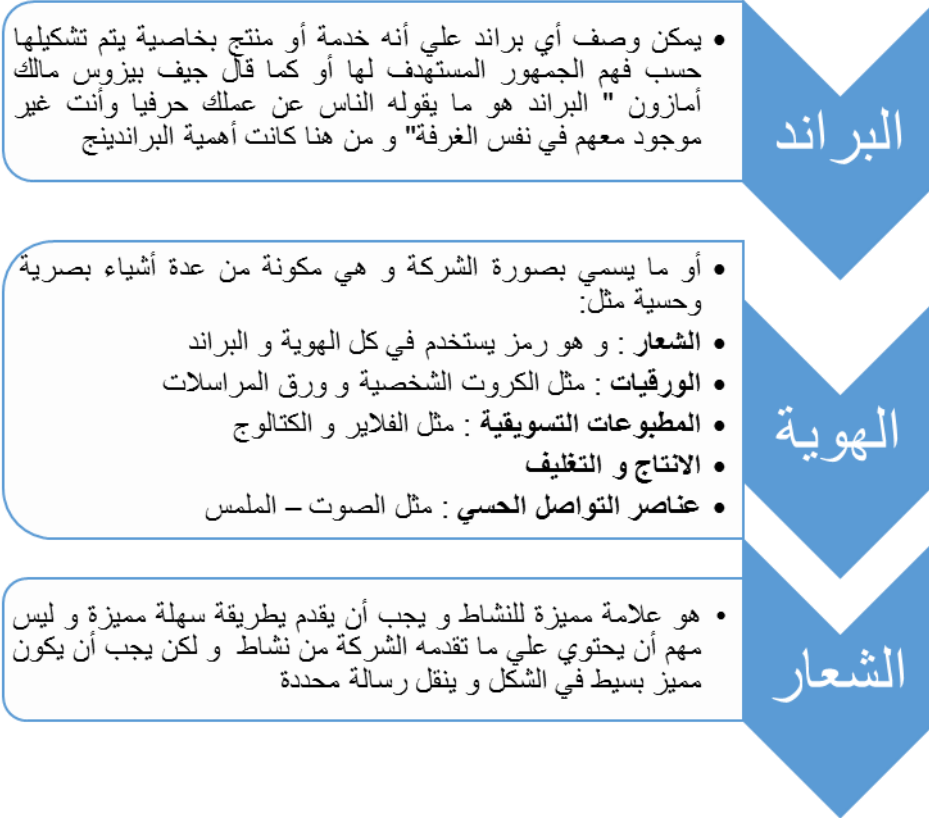 البراند
• يمكن وصف أي براند علي أنه خدمة أو منتج بخاصية يتم تشكيلها
حسب فهم الجمهور المستهدف لها أو كما قال جيف بيزوس مالك
أمازون " البراند هو ما يقوله الناس عن عملك حرفيا وأنت غير
موجود معهم في نفس الغرفة" و من هنا كانت أهمية البراندينج
الهوية
• أو ما يسمي بصورة الشركة و هي مكونة من عدة أشياء بصرية
وحسية مثل:
• الشعار : و هو رمز يستخدم في كل الهوية و البراند
• الورقيات : مثل الكروت الشخصية و ورق المراسلات
• المطبوعات التسويقية : مثل الفلاير و الكتالوج
• الانتاج و التغليف
• عناصر التواصل الحسي : مثل الصوت – الملمس
الشعار
• هو علامة مميزة للنشاط و يجب أن يقدم يطريقة سهلة مميزة و ليس
مهم أن يحتوي علي ما تقدمه الشركة من نشاط و لكن يجب أن يكون
مميز بسيط في الشكل و ينقل رسالة محددة